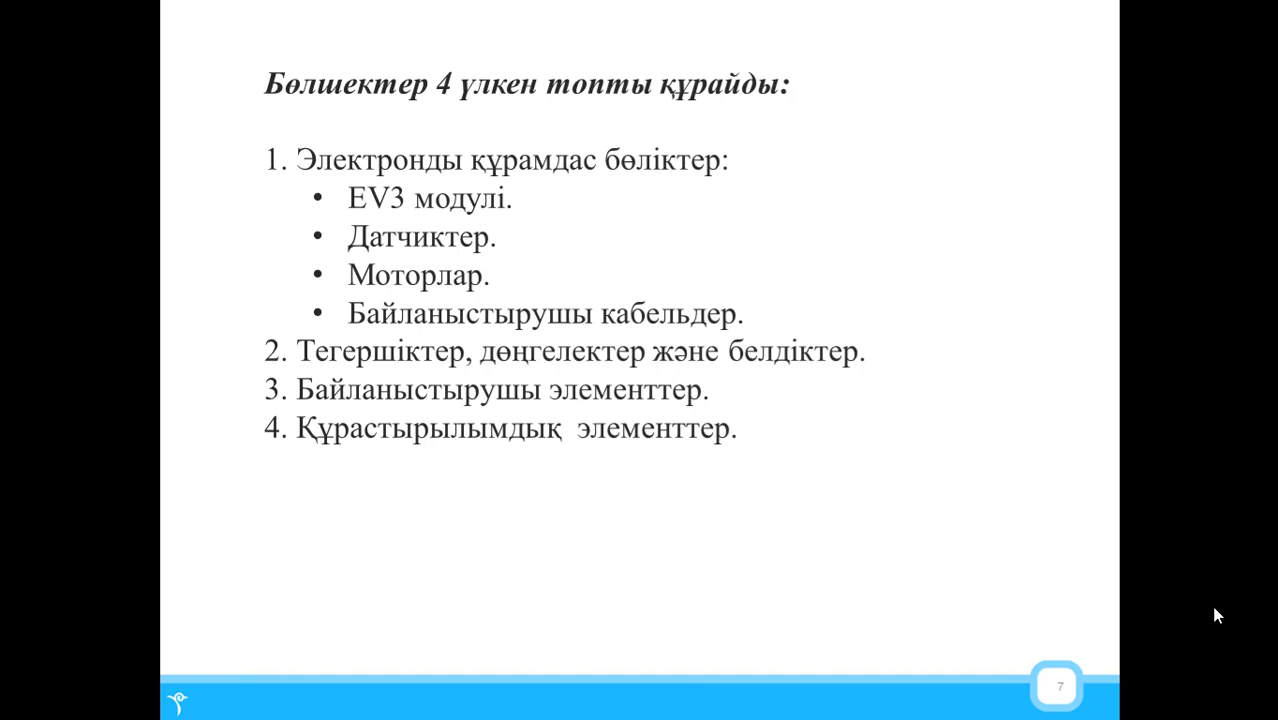 Бөлшектер 4 үлкен топты құрайды:
1. Электронды құрамдас бөліктер:
• EV3 модулі.
• Датчиктер.
• Моторлар.
• Байланыстырушы кабельдер.
2. Тегершіктер, дөңгелектер және белдіктер.
3. Байланыстырушы элементтер.
4. Құрастырылымдық элементтер.
7